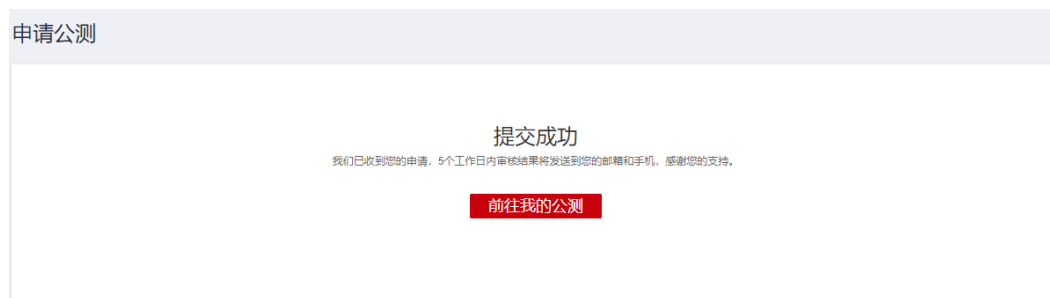 申请公测
提交成功
我们已收到您的申请，5个工作日内审核结果将发送到您的邮箱和手机，感谢您的支持。
前往我的公测